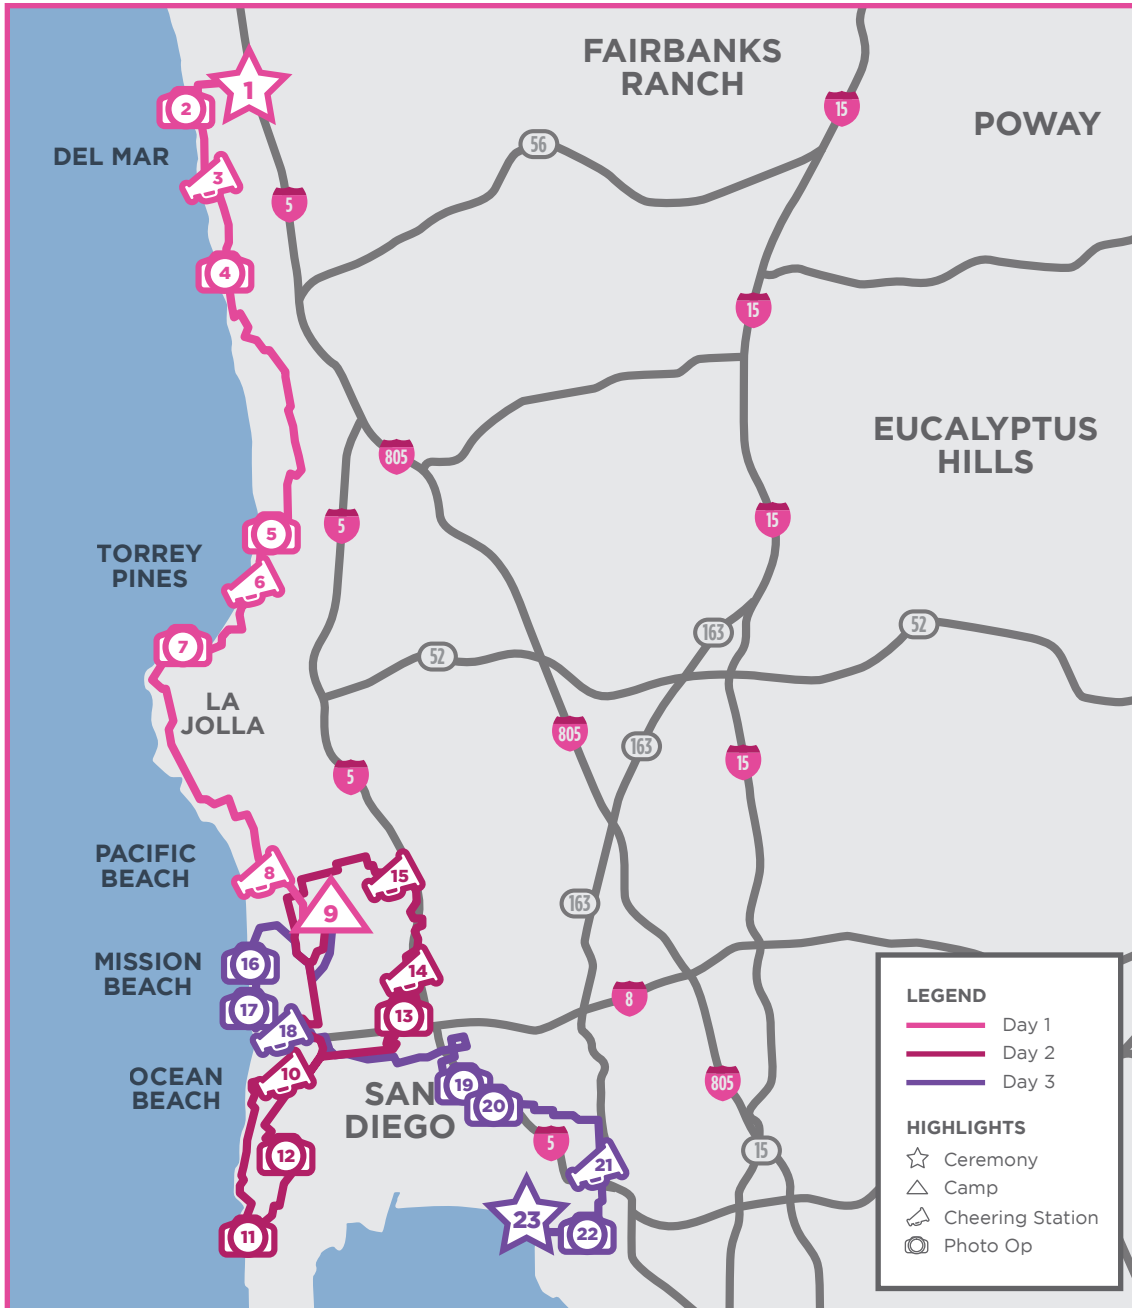 FAIRBANKS
RANCH
POWAY
1
2
15
56
DEL MAR
3
5
4
15
EUCALYPTUS
HILLS
805
5
15
5
TORREY
PINES
6
163
52
7
52
LA
JOLLA
805
163
15
5
PACIFIC
BEACH
8
15
9
163
MISSION
BEACH
16
14
8
17
13
18
OCEAN
BEACH
10
SAN
DIEGO
19
20
805
12
5
21
15
11
23
22
LEGEND
Day 1
Day 2
Day 3
HIGHLIGHTS
Ceremony
Camp
Cheering Station
Photo Op